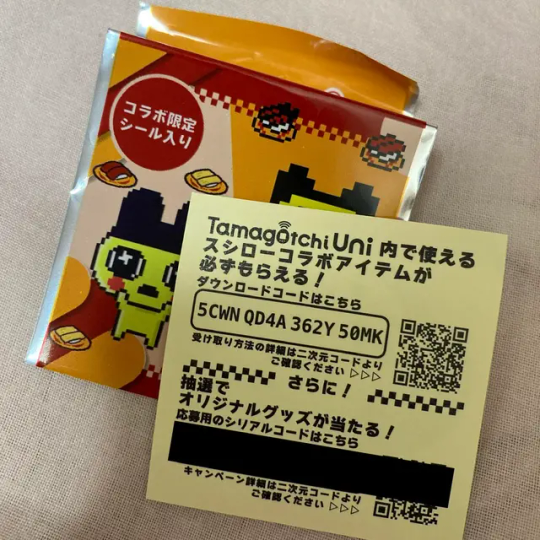 コラボ限定
シール入り
Tamagotchi Uni 内で使える
スシローコラボアイテムが
必ずもらえる！
ダウンロードコードはこちら
5CWN QD4A 362Y 50MK
受け取り方法の詳細は二次元コードより
ご確認ください ▷▷▷
さらに！
抽選で
オリジナルグッズが当たる！
応募用のシリアルコードはこちら
キャンペーン詳細は二次元コードより
ご確認ください ▷▷▷